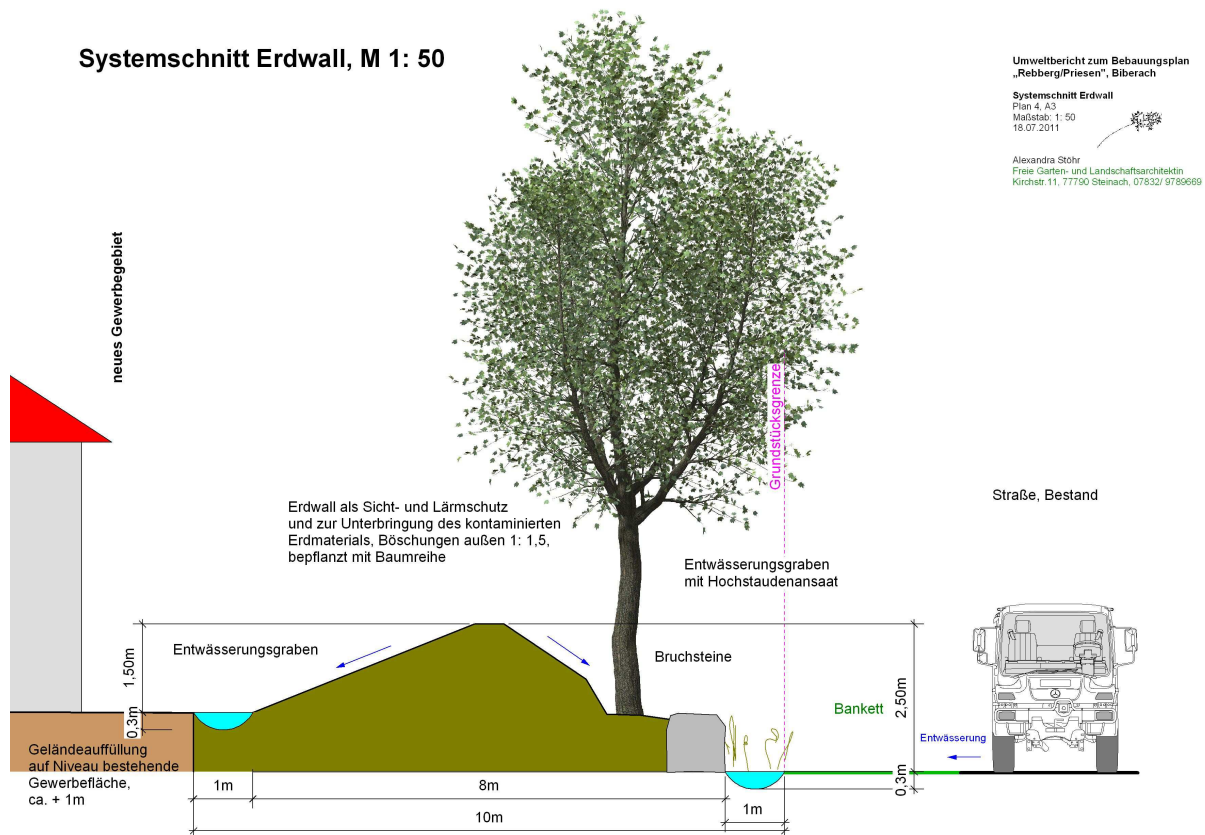 Systemschnitt Erdwall, M 1: 50
Umweltbericht zum Bebauungsplan
„Rebberg/Priesen", Biberach
Systemschnitt Erdwall
Plan 4, A3
Maßstab: 1: 50
18.07.2011
Alexandra Stöhr
Freie Garten- und Landschaftsarchitektin
Kirchstr.11, 77790 Steinach, 07832/ 9789669
neues Gewerbegebiet
Grundstücksgrenze
Straße, Bestand
Erdwall als Sicht- und Lärmschutz
und zur Unterbringung des kontaminierten
Erdmaterials, Böschungen außen 1: 1,5,
bepflanzt mit Baumreihe
Entwässerungsgraben
mit Hochstaudenansaat
1,50m
Entwässerungsgraben
Bruchsteine
2,50m
Bankett
0,3m
Entwässerung
Geländeauffüllung
auf Niveau bestehende
Gewerbefläche,
ca. + 1m
0,3m
1m
8m
1m
10m